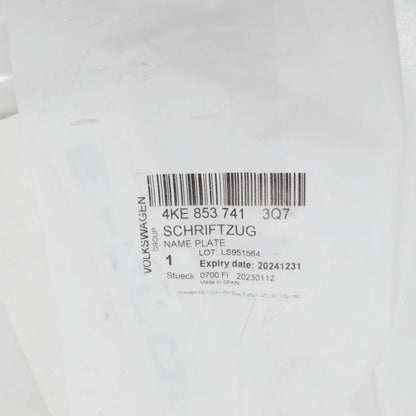 VOLKSWAGEN
GROUP
4KE 853 741 3Q7
SCHRIFTZUG
NAME PLATE
LOT: LS951564
1 Expiry date: 20241231
Stueck 0700 FI 20230112
Made in SPAIN